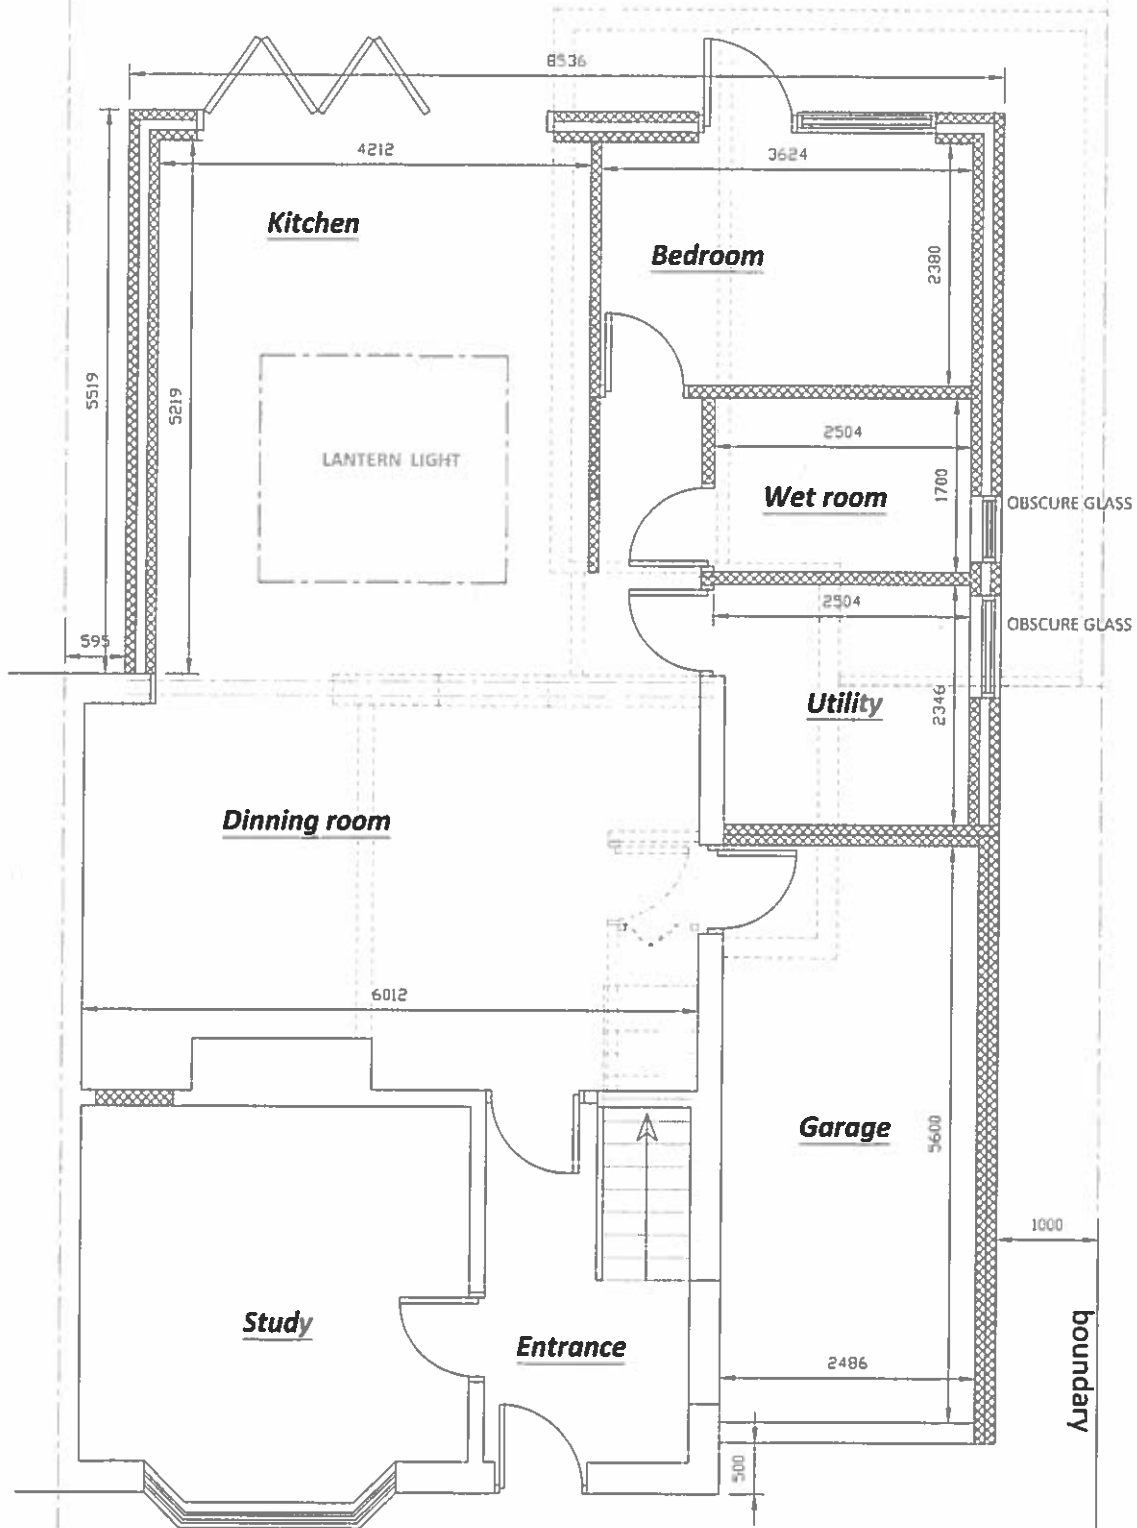 8536
4212
3624
Kitchen
Bedroom
2380
5519
5219
LANTERN LIGHT
2504
Wet room
1700
OBSCURE GLASS
2504
OBSCURE GLASS
595
Utility
2346
Dinning room
6012
Garage
5600
1000
Study
Entrance
2486
boundary
500